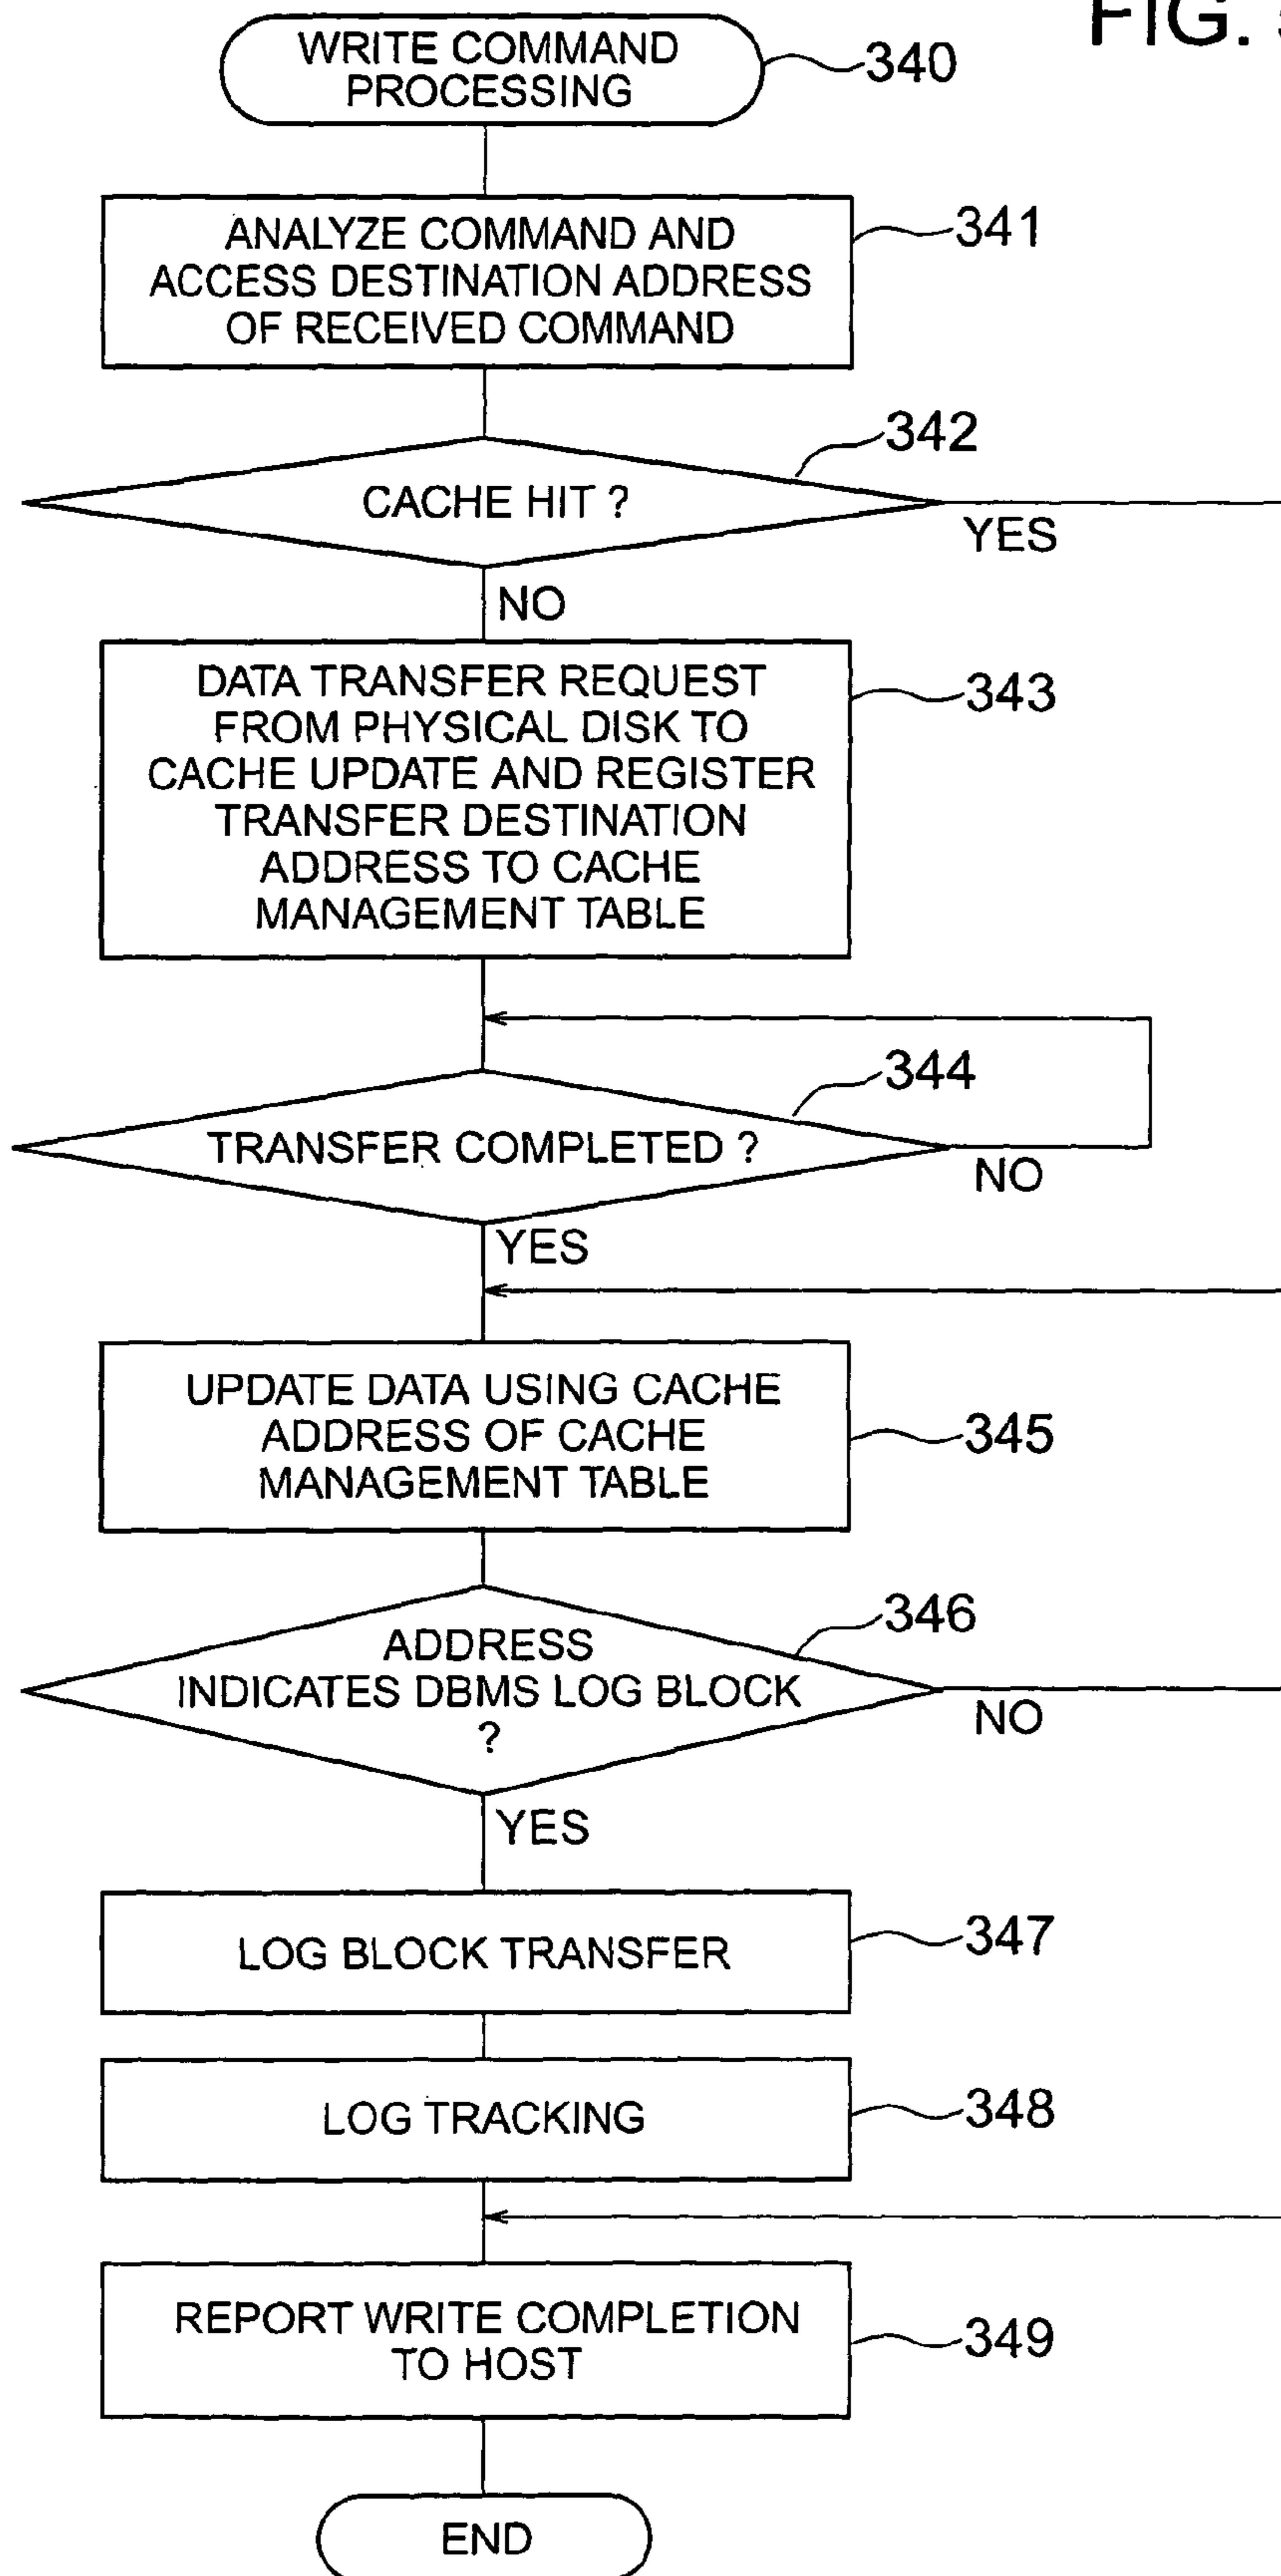 FIG.
WRITE COMMAND
PROCESSING
340
ANALYZE COMMAND AND
ACCESS DESTINATION ADDRESS
OF RECEIVED COMMAND
341
CACHE HIT ?
342
YES
NO
DATA TRANSFER REQUEST
FROM PHYSICAL DISK TO
CACHE UPDATE AND REGISTER
TRANSFER DESTINATION
ADDRESS TO CACHE
MANAGEMENT TABLE
343
344
TRANSFER COMPLETED ?
NO
YES
UPDATE DATA USING CACHE
ADDRESS OF CACHE
MANAGEMENT TABLE
345
346
ADDRESS
INDICATES DBMS LOG BLOCK
?
NO
YES
LOG BLOCK TRANSFER
347
LOG TRACKING
348
REPORT WRITE COMPLETION
TO HOST
349
END